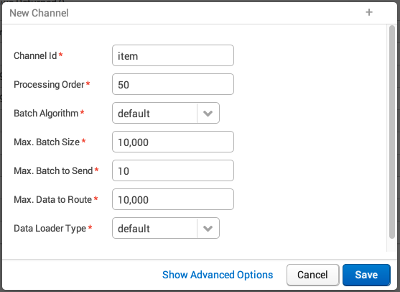 New Channel +
Channel Id * item
Processing Order * 50
Batch Algorithm * default
Max. Batch Size * 10,000
Max. Batch to Send * 10
Max. Data to Route * 10,000
Data Loader Type * default
Show Advanced Options Cancel Save